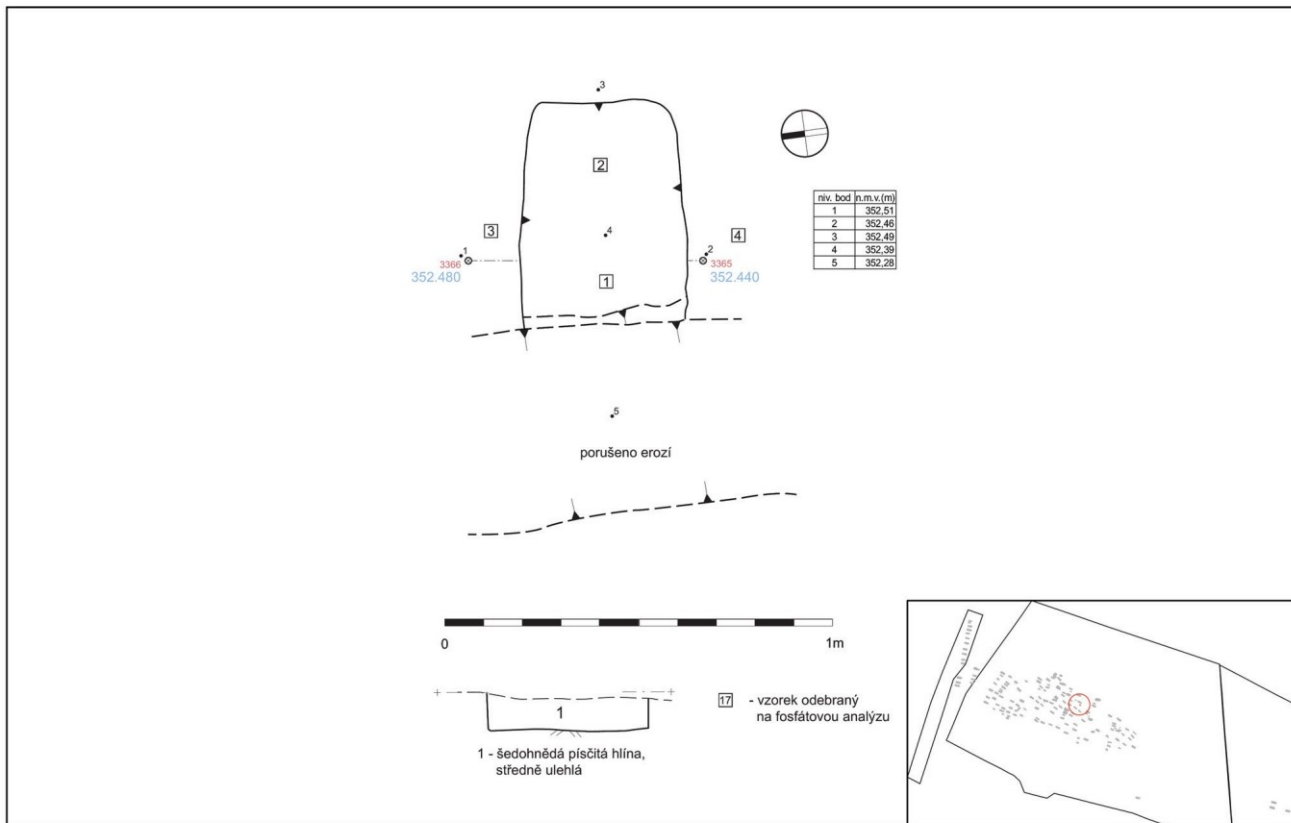 3
2
niv. bod n.m.v.(m)
1 352,51
2 352,46
3 352,49
4 352,39
5 352,28
3
4
4
1
2
3366
3365
352.480
352.440
1
5
porušeno erozí
0
1m
1
17 - vzorek odebraný
na fosfátovou analýzu
1 - šedohnědá písčitá hlína,
středně ulehlá